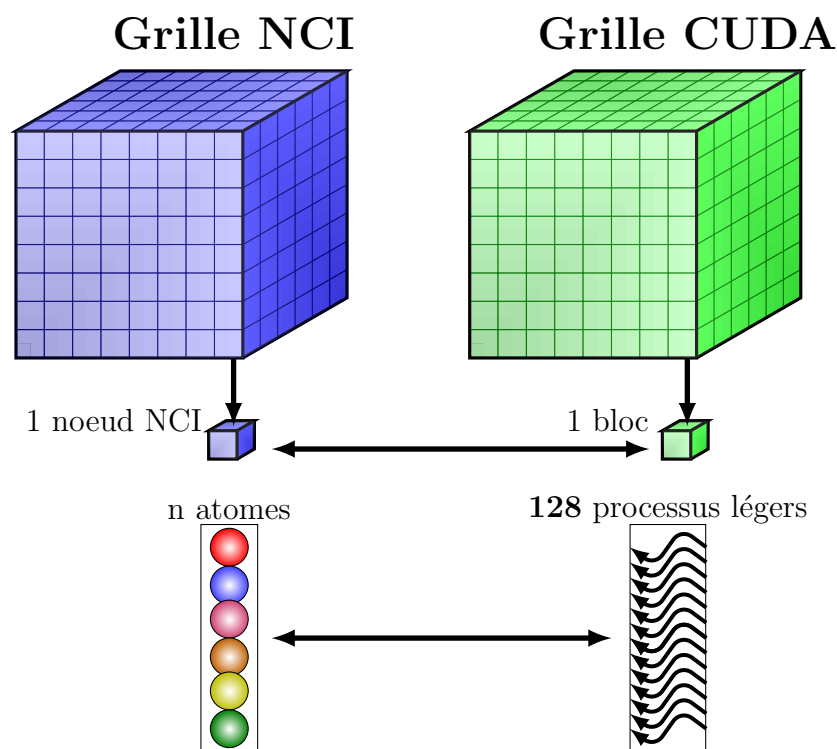 Grille NCI
Grille CUDA
1 noeud NCI
1 bloc
n atomes
128 processus légers